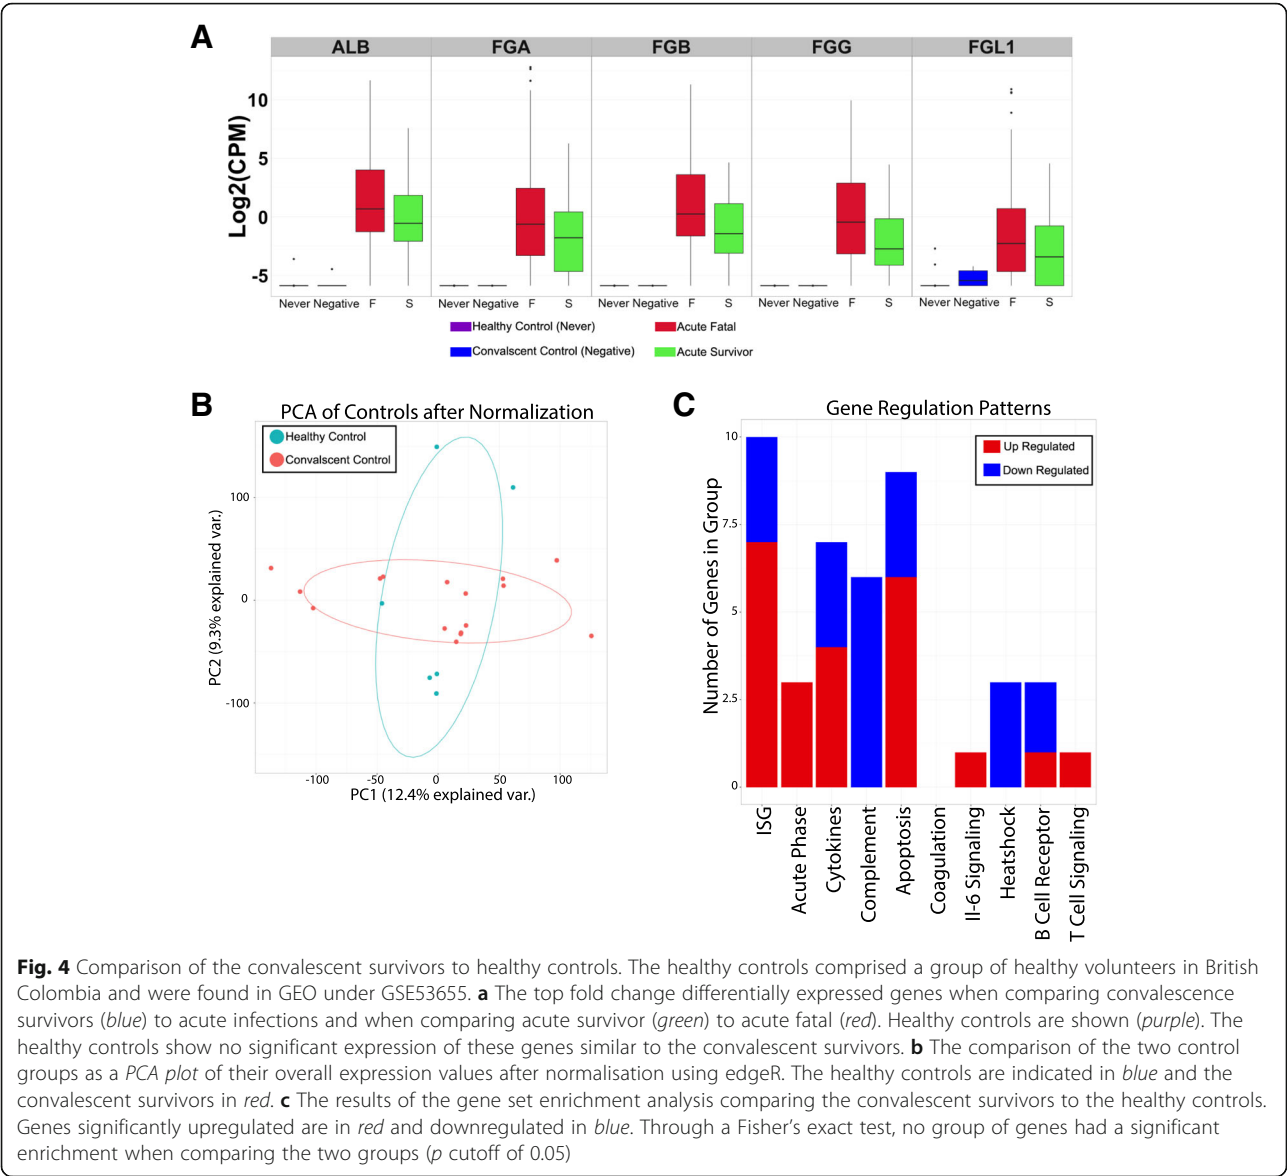 A
ALB FGA FGB FGG FGL1
Log2(CPM)
10
5
0
-5
Never Negative F S Never Negative F S Never Negative F S Never Negative F S Never Negative F S
Healthy Control (Never) Acute Fatal
Convalscent Control (Negative) Acute Survivor
B
PCA of Controls after Normalization
Healthy Control
Convalscent Control
PC2 (9.3% explained var.)
100
0
-100
-100 -50 0 50 100
PC1 (12.4% explained var.)
C
Gene Regulation Patterns
Up Regulated
Down Regulated
Number of Genes in Group
10
7.5
5
2.5
0
ISG
Acute Phase
Cytokines
Complement
Apoptosis
Coagulation
Il-6 Signaling
Heatshock
B Cell Receptor
T Cell Signaling
Fig. 4 Comparison of the convalescent survivors to healthy controls. The healthy controls comprised a group of healthy volunteers in British
Colombia and were found in GEO under GSE53655. a The top fold change differentially expressed genes when comparing convalescence
survivors (blue) to acute infections and when comparing acute survivor (green) to acute fatal (red). Healthy controls are shown (purple). The
healthy controls show no significant expression of these genes similar to the convalescent survivors. b The comparison of the two control
groups as a PCA plot of their overall expression values after normalisation using edgeR. The healthy controls are indicated in blue and the
convalescent survivors in red. c The results of the gene set enrichment analysis comparing the convalescent survivors to the healthy controls.
Genes significantly upregulated are in red and downregulated in blue. Through a Fisher's exact test, no group of genes had a significant
enrichment when comparing the two groups (p cutoff of 0.05)